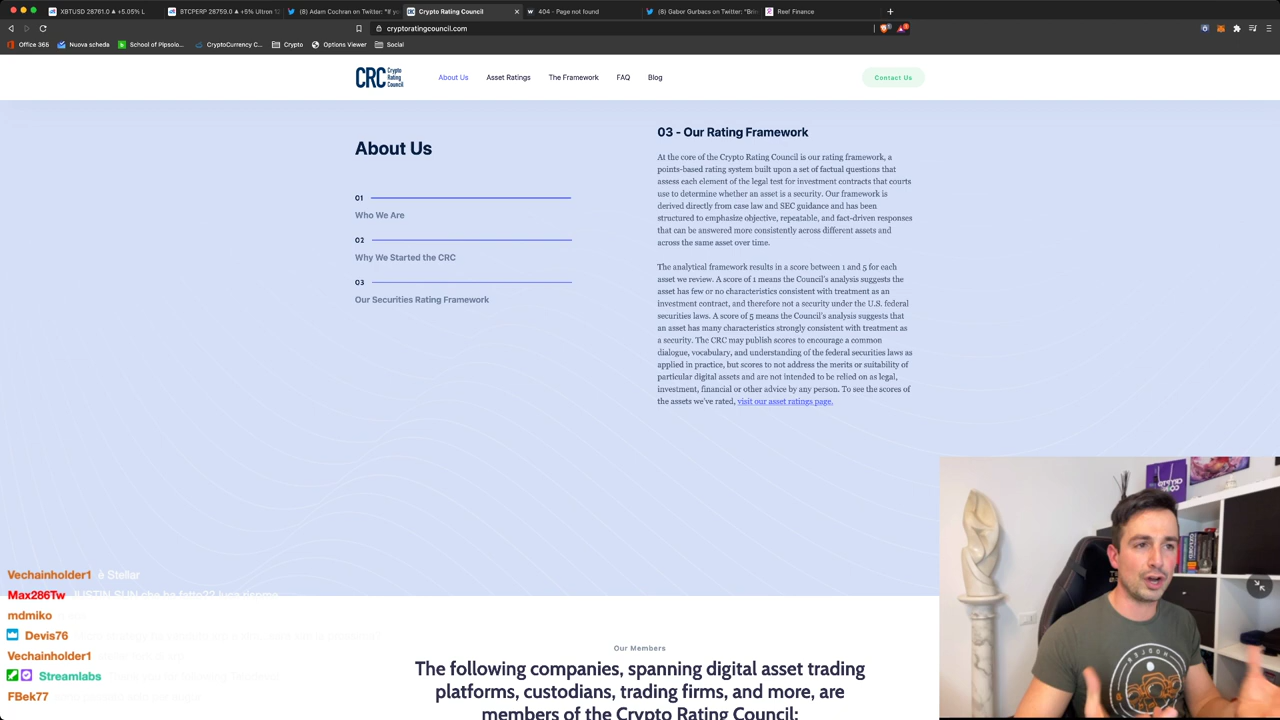 XBTUSD 28761.0 ▲ +5.05% L
BTCPERP 28759.0 ▲ +5% Ultron 1
(8) Adam Cochran on Twitter: "# y
Crypto Rating Council
404 - Page not found
(8) Gabor Gurbacs on Twitter: "Br
Reef Finance
cryptoratingcouncil.com
Office 365
Nuova scheda
School of Pipsolo...
CryptoCurrency C...
Crypto
Options Viewer
Social
CRC Crypto Rating Council
About Us
Asset Ratings
The Framework
FAQ
Blog
Contact Us
About Us
01
Who We Are
02
Why We Started the CRC
03
Our Securities Rating Framework
03 - Our Rating Framework
At the core of the Crypto Rating Council is our rating framework, a
points-based rating system built upon a set of factual questions that
assess each element of the legal test for investment contracts that courts
use to determine whether an asset is a security. Our framework is
derived directly from case law and SEC guidance and has been
structured to emphasize objective, repeatable, and fact-driven responses
that can be answered more consistently across different assets and
across the same asset over time.
The analytical framework results in a score between 1 and 5 for each
asset we review. A score of 1 means the Council's analysis suggests the
asset has few or no characteristics consistent with treatment as an
investment contract, and therefore not a security under the U.S. federal
securities laws. A score of 5 means the Council's analysis suggests that
an asset has many characteristics strongly consistent with treatment as
a security. The CRC may publish scores to encourage a common
dialogue, vocabulary, and understanding of the federal securities laws as
applied in practice, but scores to not address the merits or suitability of
particular digital assets and are not intended to be relied on as legal,
investment, financial or other advice by any person. To see the scores of
the assets we've rated, visit our asset ratings page.
Vechainholder1 è Stellar
Max286Tw JUSTIN SUN che ha fatto?? luca
mdmiko
Devis76
Vechainholder1
Streamlabs
FBek77
Our Members
The following companies, spanning digital asset trading
platforms, custodians, trading firms, and more, are
members of the Crypto Rating Council: